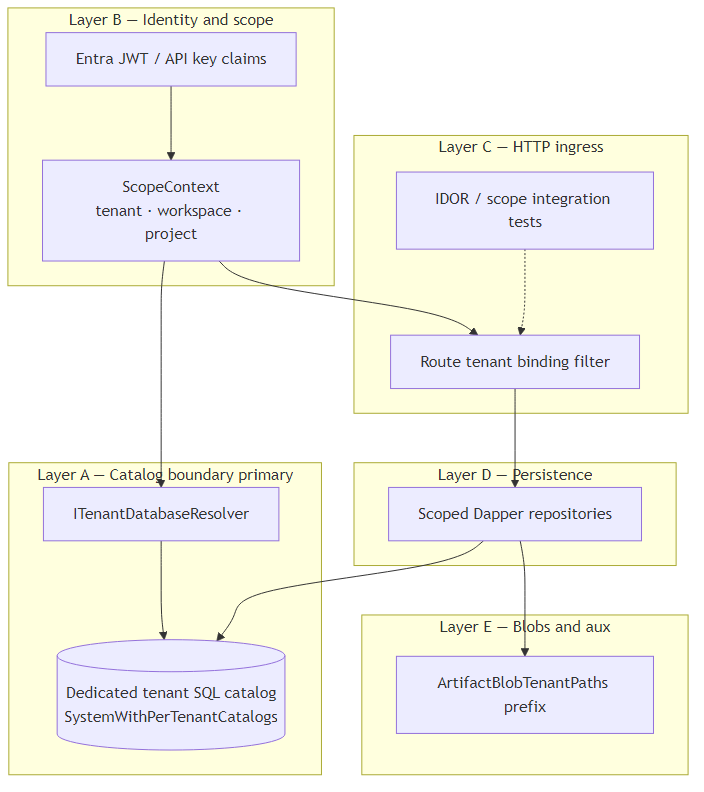 Layer B — Identity and scope
Entra JWT / API key claims
ScopeContext
tenant · workspace ·
project
Layer C — HTTP ingress
IDOR / scope integration
tests
Route tenant binding filter
Layer A — Catalog boundary primary
ITenantDatabaseResolver
Dedicated tenant SQL catalog
SystemWithPerTenantCatalogs
Layer D — Persistence
Scoped Dapper repositories
Layer E — Blobs and aux
ArtifactBlobTenantPaths
prefix